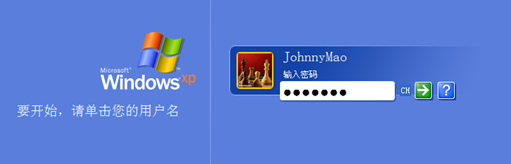 Microsoft®
Windows xp
要开始，请单击您的用户名
JohnnyMao
输入密码
●●●●●●●
CH
?